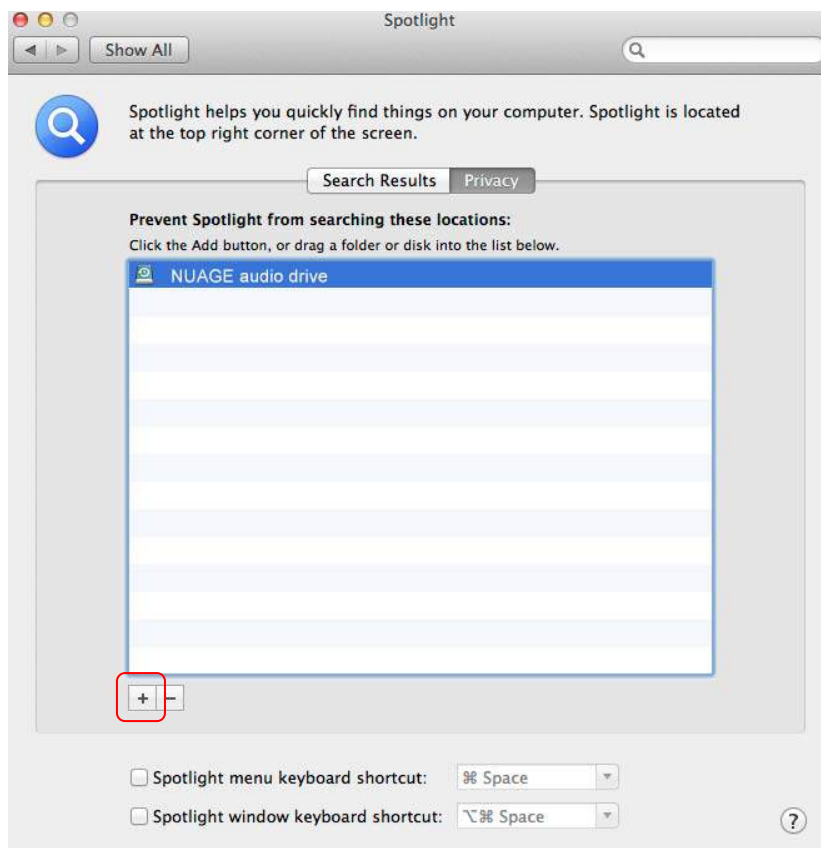 Spotlight
Show All
Spotlight helps you quickly find things on your computer. Spotlight is located
at the top right corner of the screen.
Search Results Privacy
Prevent Spotlight from searching these locations:
Click the Add button, or drag a folder or disk into the list below.
NUAGE audio drive
+ −
Spotlight menu keyboard shortcut: ⌘ Space
Spotlight window keyboard shortcut: ⌥⌘ Space
?